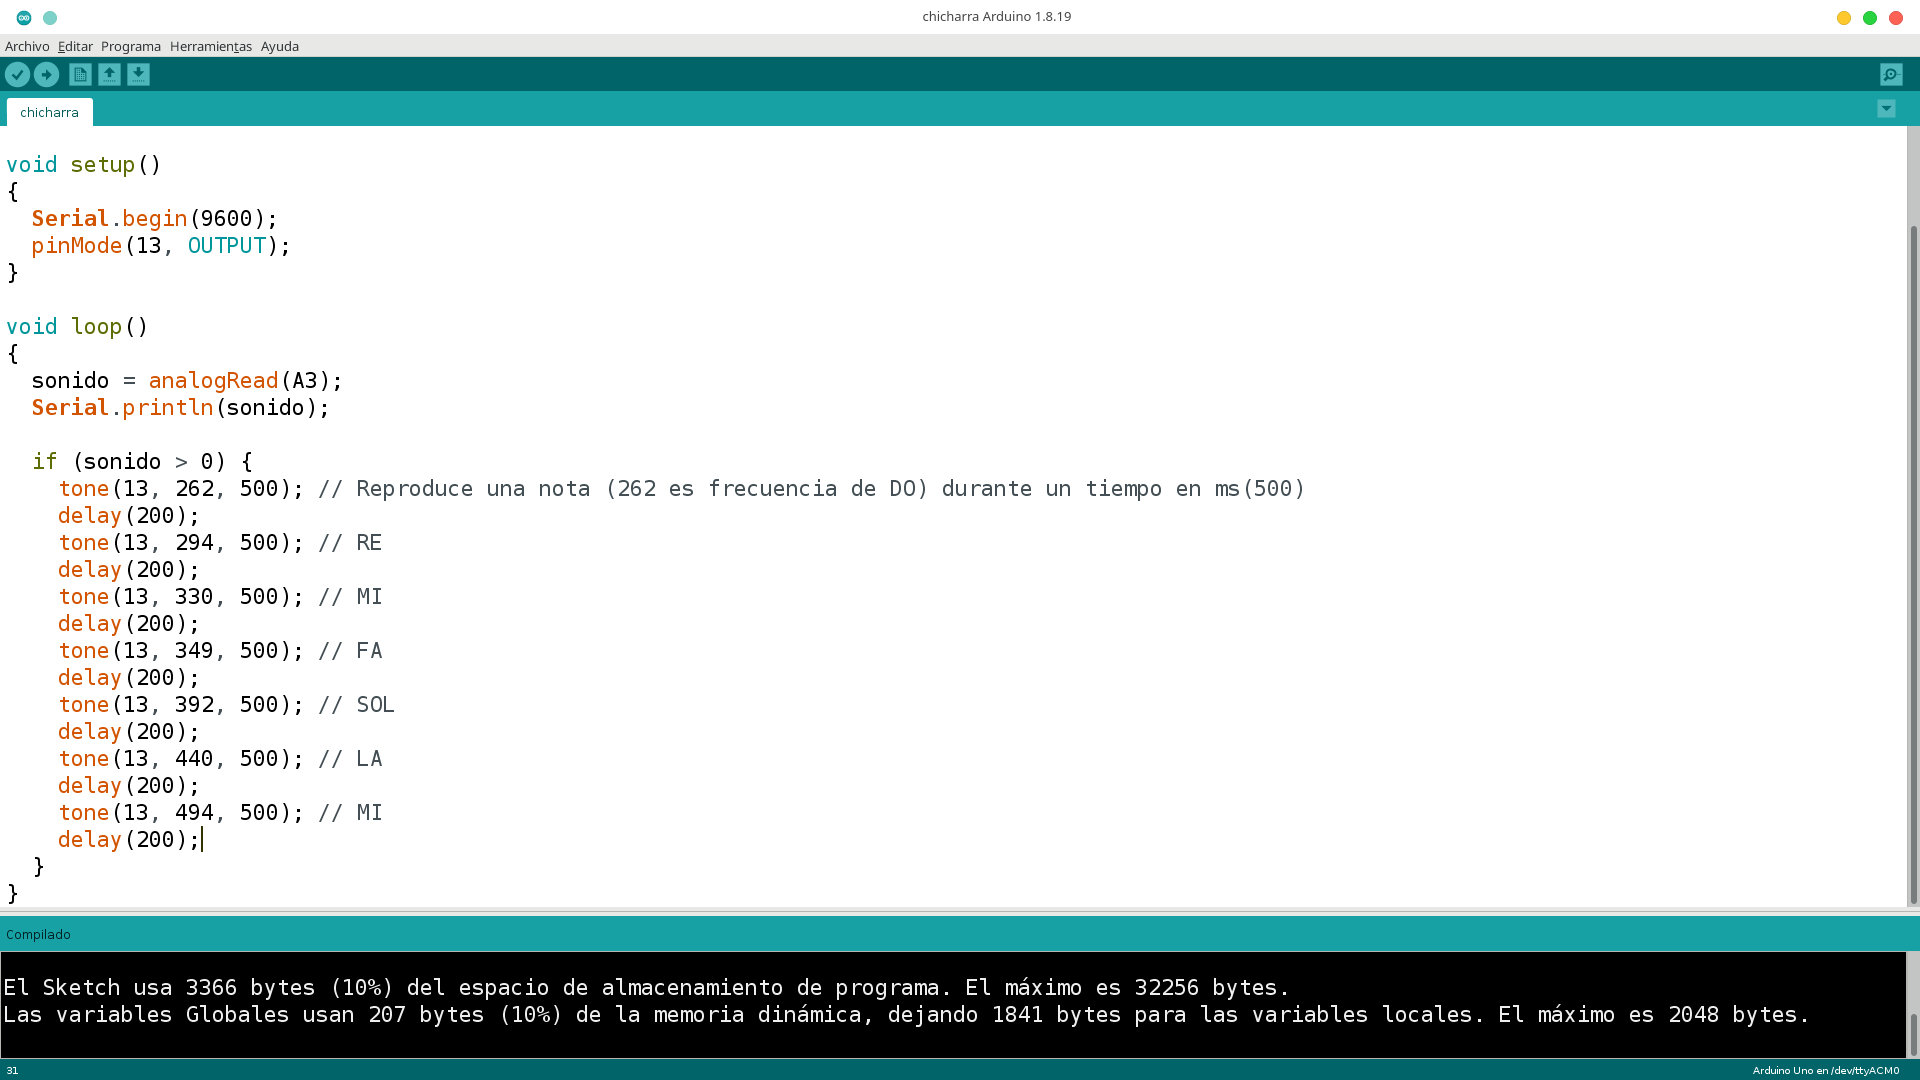 chicharra Arduino 1.8.19
Archivo Editar Programa Herramientas Ayuda
chicharra
void setup()
{
  Serial.begin(9600);
  pinMode(13, OUTPUT);
}
void loop()
{
  sonido = analogRead(A3);
  Serial.println(sonido);
  if (sonido > 0) {
    tone(13, 262, 500); // Reproduce una nota (262 es frecuencia de DO) durante un tiempo en ms(500)
    delay(200);
    tone(13, 294, 500); // RE
    delay(200);
    tone(13, 330, 500); // MI
    delay(200);
    tone(13, 349, 500); // FA
    delay(200);
    tone(13, 392, 500); // SOL
    delay(200);
    tone(13, 440, 500); // LA
    delay(200);
    tone(13, 494, 500); // MI
    delay(200);
  }
}
Compilado
El Sketch usa 3366 bytes (10%) del espacio de almacenamiento de programa. El máximo es 32256 bytes.
Las variables Globales usan 207 bytes (10%) de la memoria dinámica, dejando 1841 bytes para las variables locales. El máximo es 2048 bytes.
31
Arduino Uno en /dev/ttyACM0